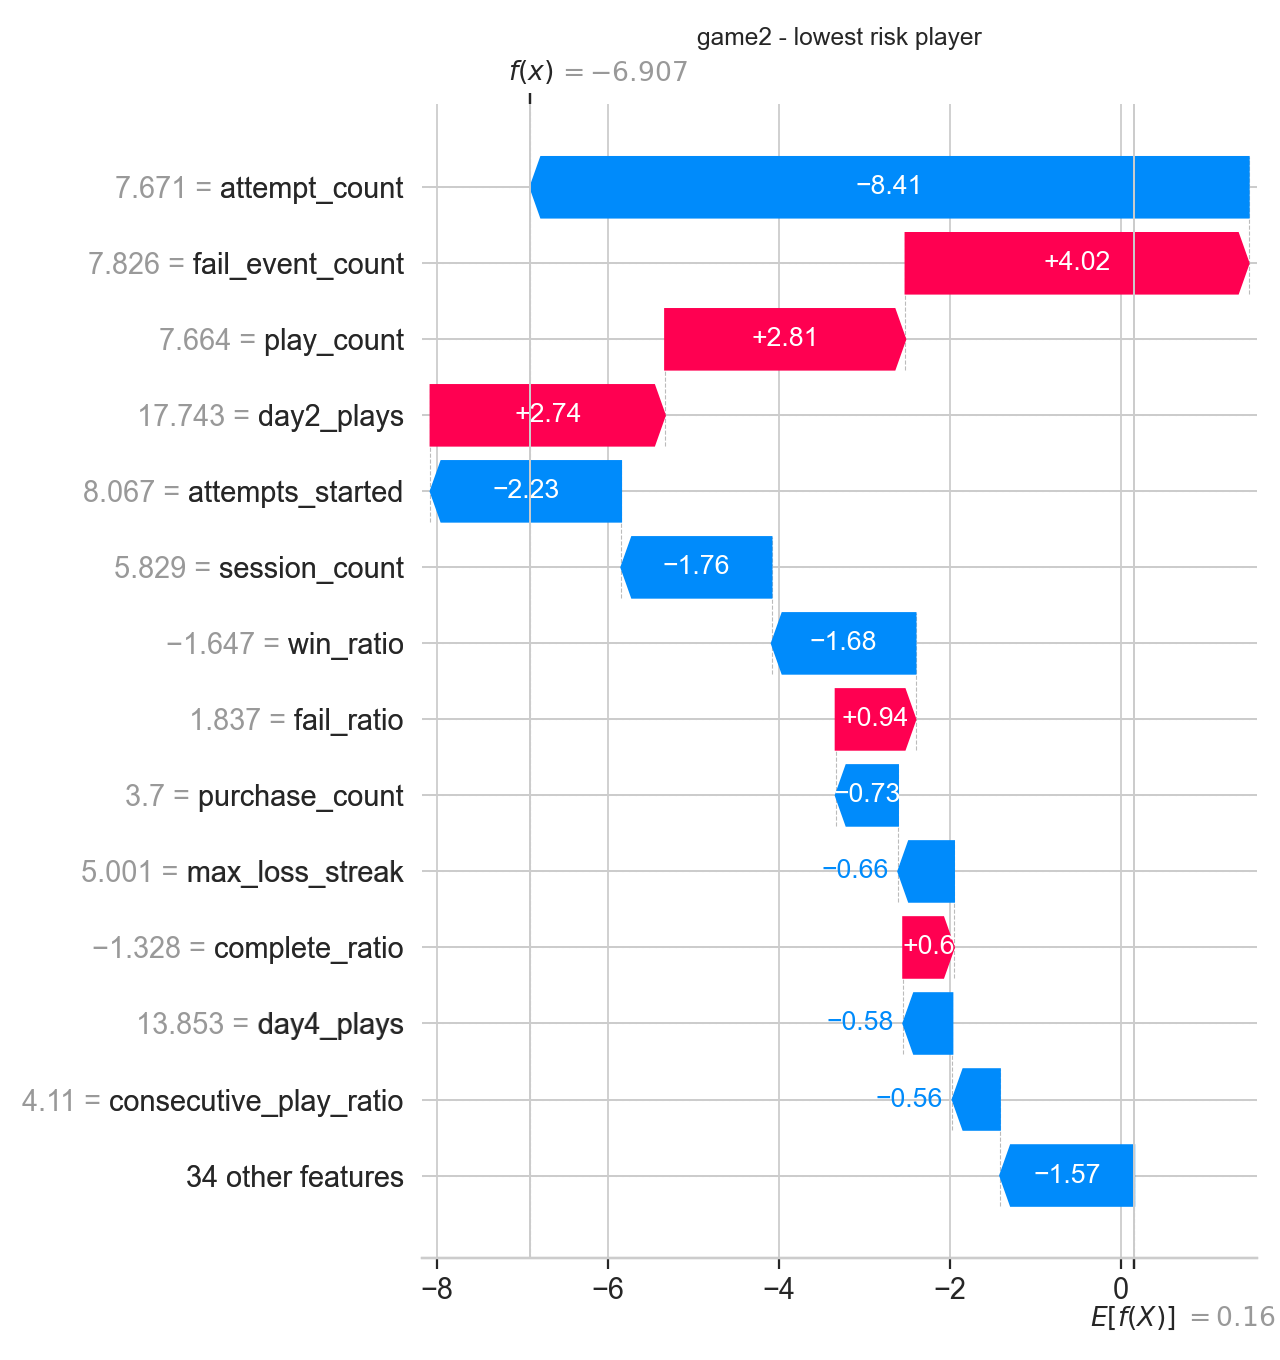 game2 - lowest risk player
f(x) = −6.907
7.671 = attempt_count
−8.41
7.826 = fail_event_count
+4.02
7.664 = play_count
+2.81
17.743 = day2_plays
+2.74
8.067 = attempts_started
−2.23
5.829 = session_count
−1.76
−1.647 = win_ratio
−1.68
1.837 = fail_ratio
+0.94
3.7 = purchase_count
−0.73
5.001 = max_loss_streak
−0.66
−1.328 = complete_ratio
+0.6
13.853 = day4_plays
−0.58
4.11 = consecutive_play_ratio
−0.56
34 other features
−1.57
−8 −6 −4 −2 0
E[f(X)] = 0.16